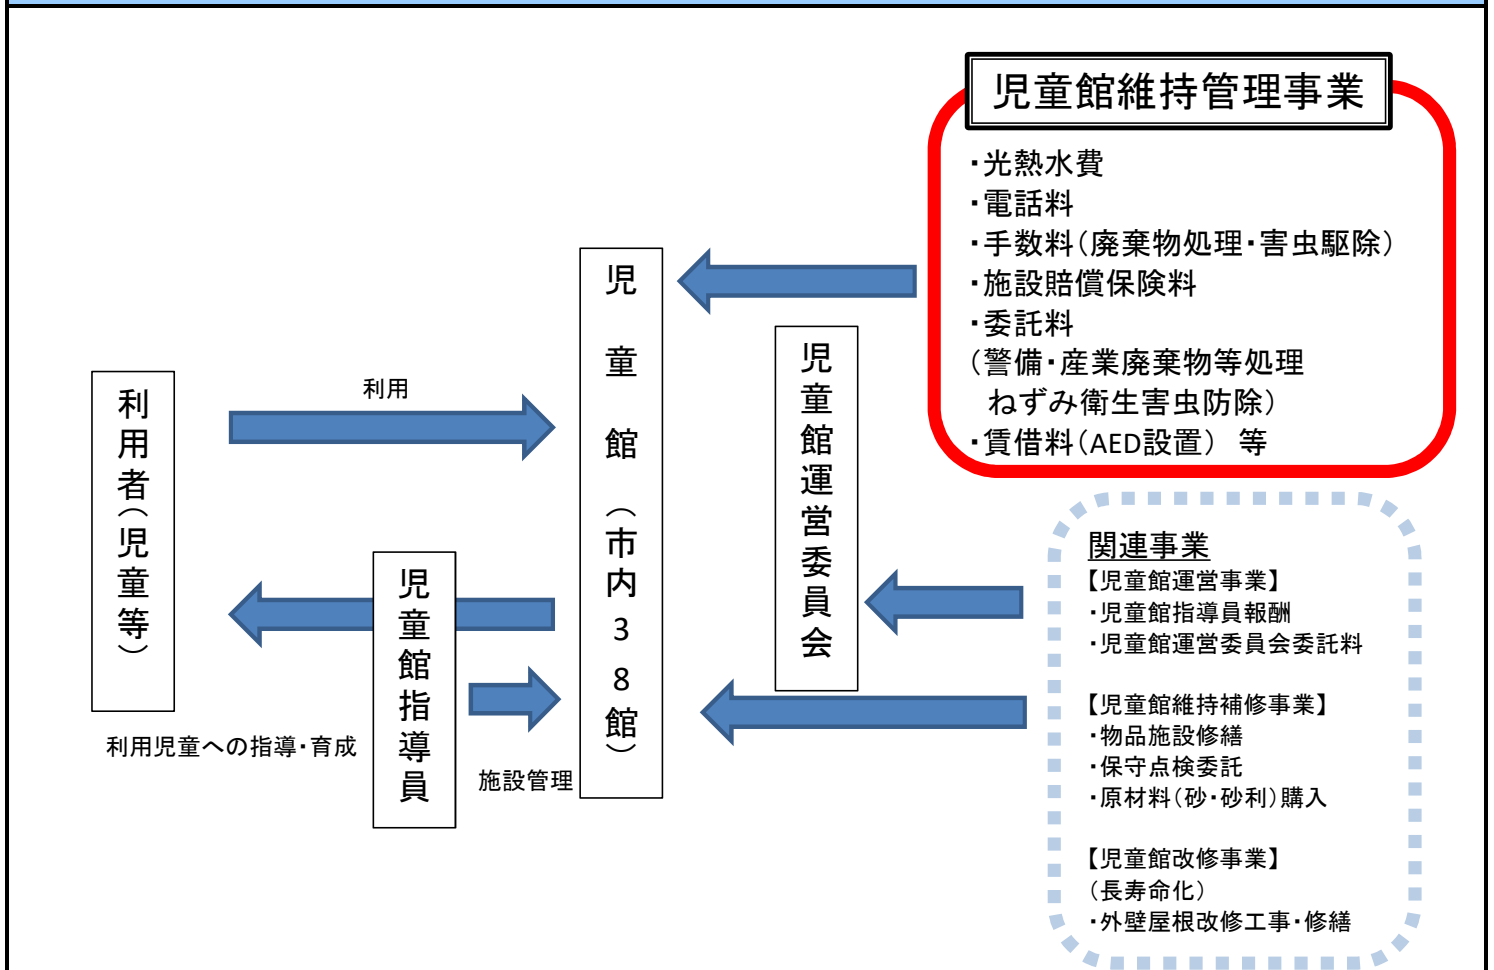 児童館維持管理事業
・光熱水費
・電話料
・手数料（廃棄物処理・害虫駆除）
・施設賠償保険料
・委託料
（警備・産業廃棄物等処理
ねずみ衛生害虫防除）
・賃借料（AED設置） 等
児童館（市内38館）
児童館運営委員会
利用者（児童等）
利用
児童館指導員
利用児童への指導・育成
施設管理
関連事業
【児童館運営事業】
・児童館指導員報酬
・児童館運営委員会委託料
【児童館維持補修事業】
・物品施設修繕
・保守点検委託
・原材料（砂・砂利）購入
【児童館改修事業】
（長寿命化）
・外壁屋根改修工事・修繕